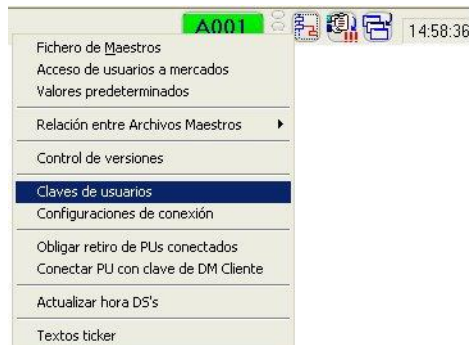 A001
14:58:36
Fichero de Maestros
Acceso de usuarios a mercados
Valores predeterminados
Relación entre Archivos Maestros
Control de versiones
Claves de usuarios
Configuraciones de conexión
Obligar retiro de PUs conectados
Conectar PU con clave de DM Cliente
Actualizar hora DS's
Textos ticker